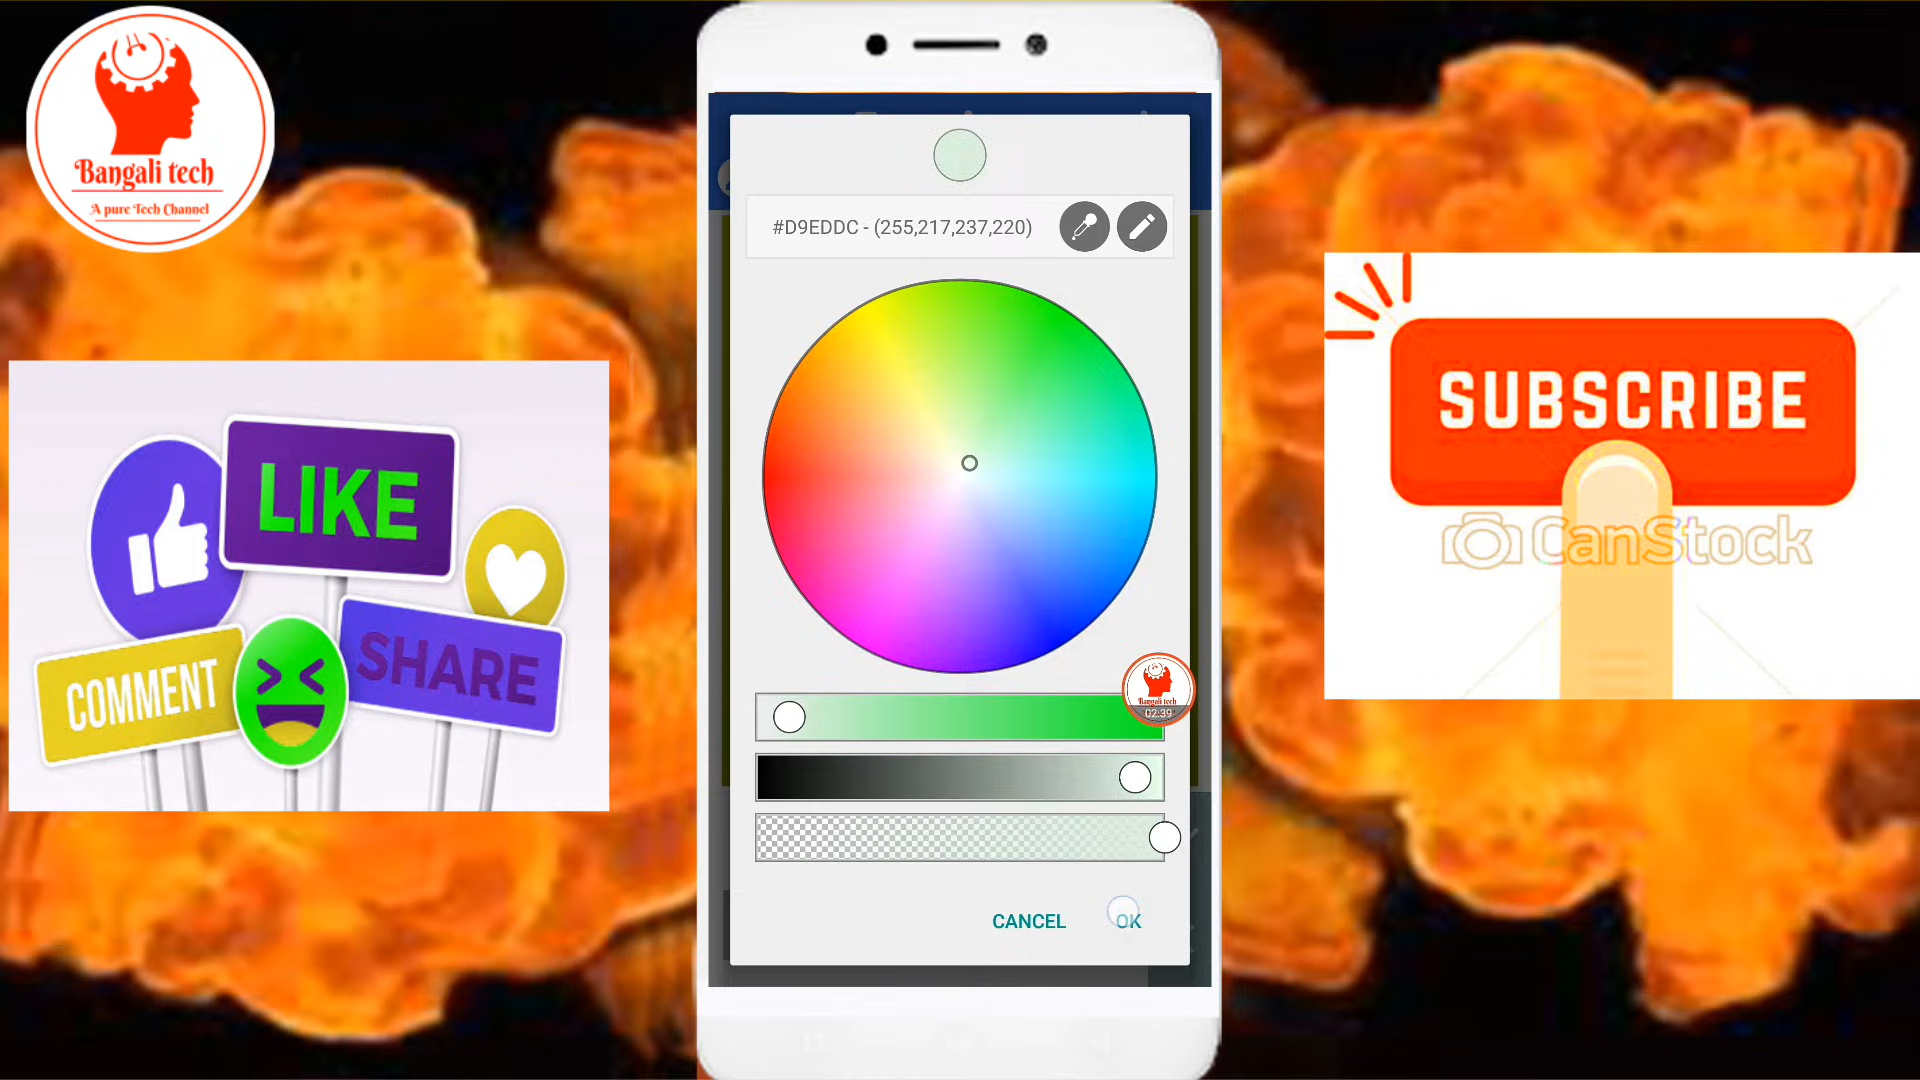 Bangali tech
A pure Tech Channel
#D9EDDC - (255,217,237,220)
LIKE
COMMENT
SHARE
SUBSCRIBE
CanStock
Bangali tech
02:39
CANCEL
OK